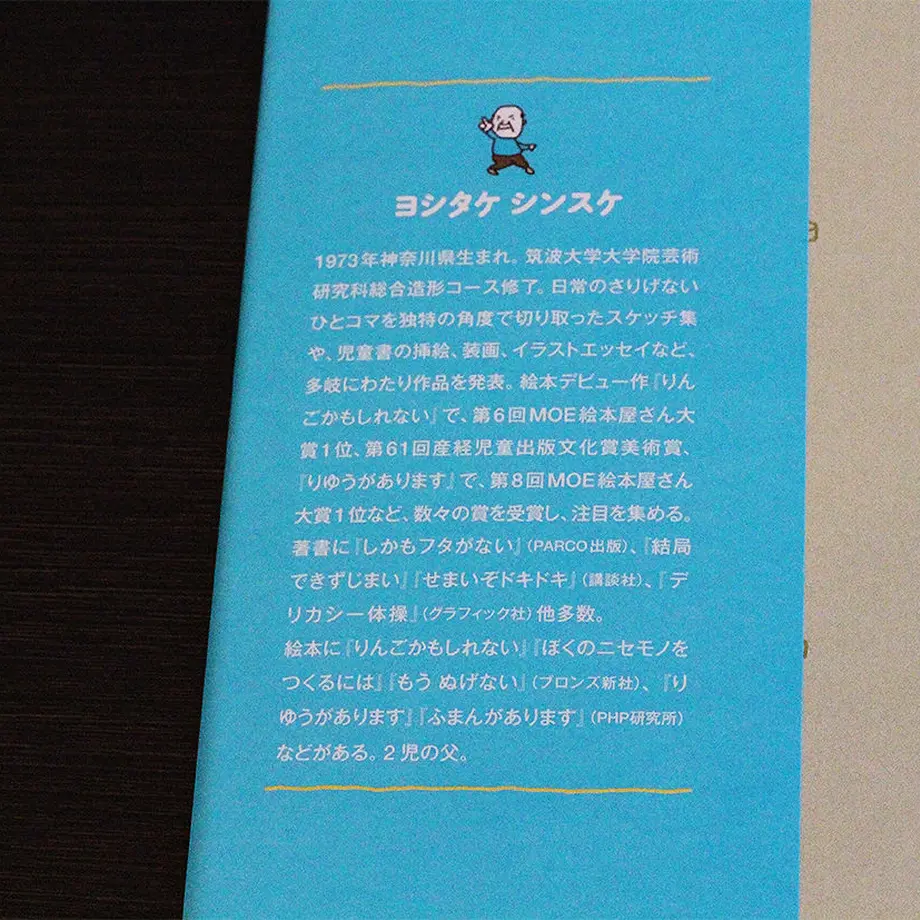 ヨシタケ シンスケ
1973年神奈川県生まれ。筑波大学大学院芸術
研究科総合造形コース修了。日常のさりげない
ひとコマを独特の角度で切り取ったスケッチ集
や、児童書の挿絵、装画、イラストエッセイなど、
多岐にわたり作品を発表。絵本デビュー作『りん
ごかもしれない』で、第6回MOE絵本屋さん大
賞1位、第61回産経児童出版文化賞美術賞、
『りゆうがあります』で、第8回MOE絵本屋さん
大賞1位など、数々の賞を受賞し、注目を集める。
著書に『しかもフタがない』(PARCO出版)、『結局
できずじまい』『せまいぞドキドキ』(講談社)、『デ
リカシー体操』(グラフィック社)他多数。
絵本に『りんごかもしれない』『ぼくのニセモノを
つくるには』『もう ぬげない』(ブロンズ新社)、『り
ゆうがあります』『ふまんがあります』(PHP研究所)
などがある。2児の父。